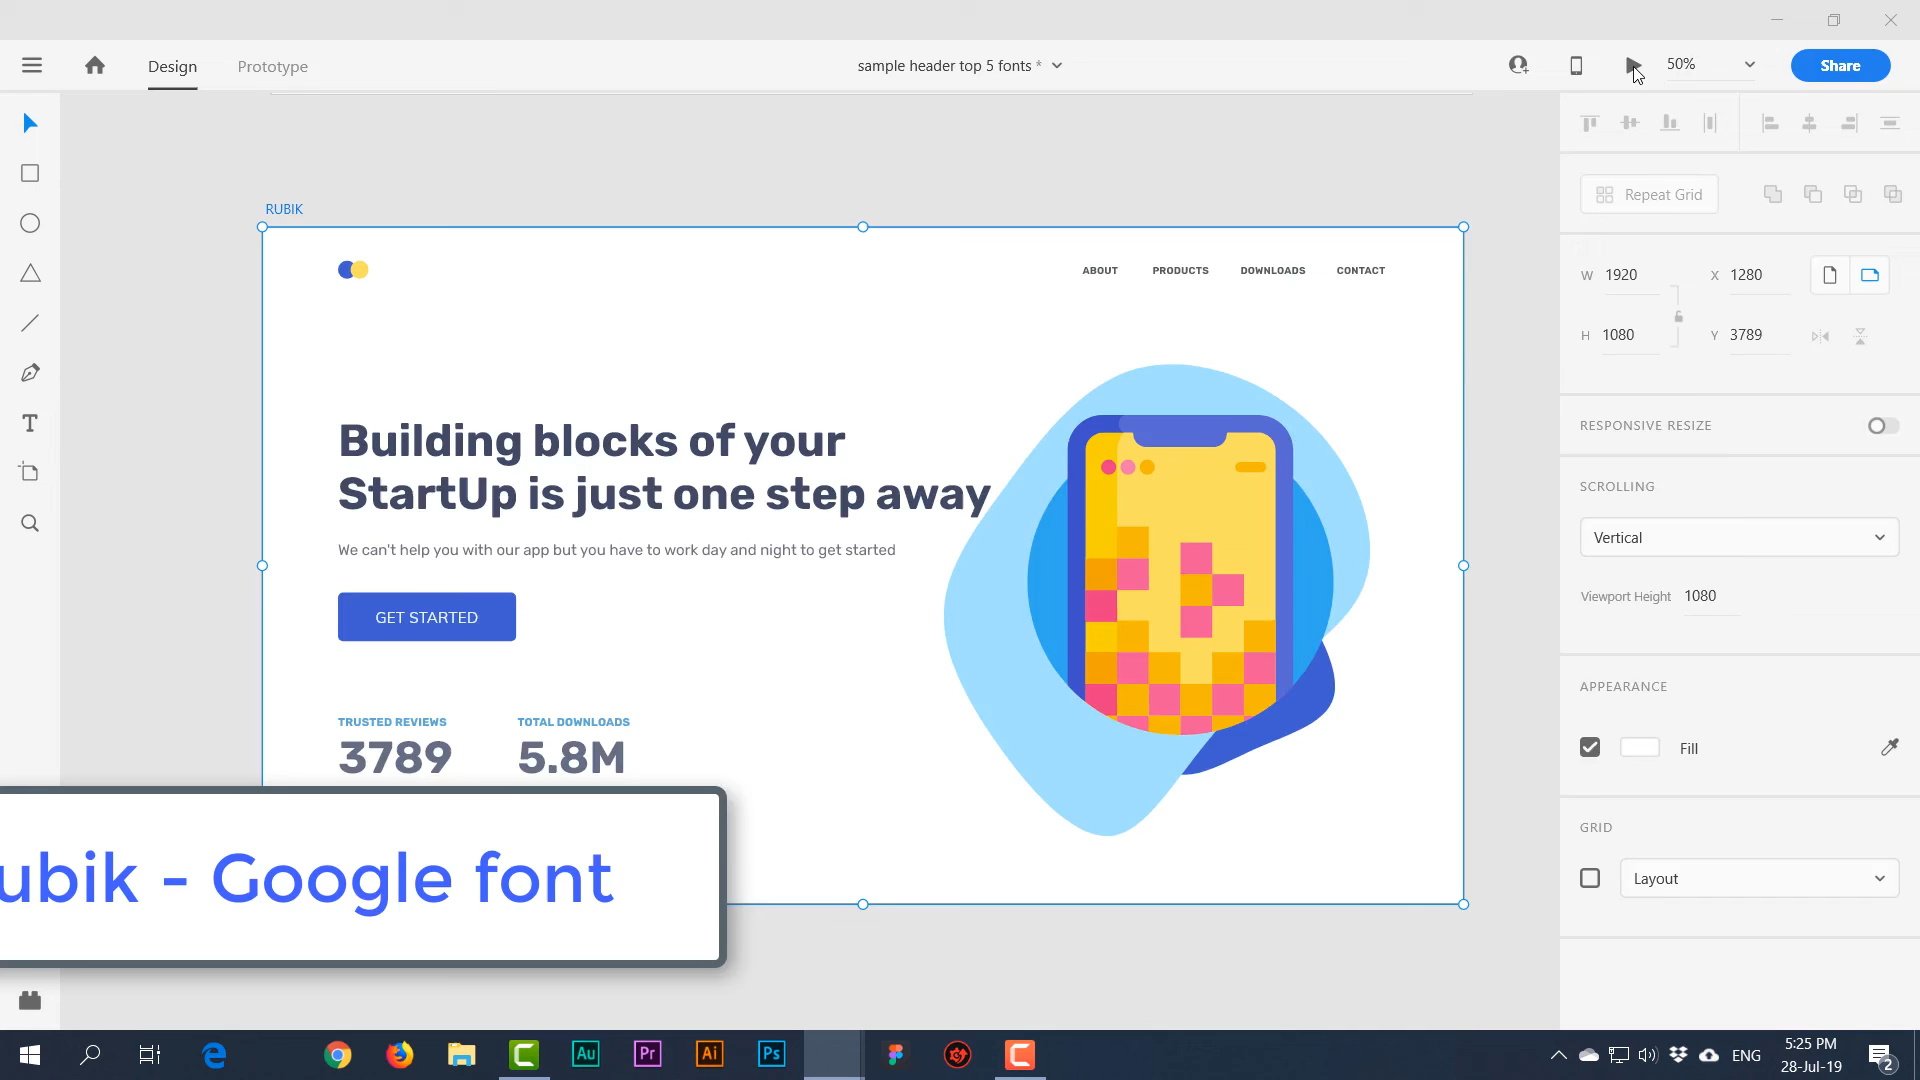 Design
Prototype
sample header top 5 fonts *
50%
Share
RUBIK
ABOUT
PRODUCTS
DOWNLOADS
CONTACT
Building blocks of your
StartUp is just one step away
We can't help you with our app but you have to work day and night to get started
GET STARTED
TRUSTED REVIEWS
TOTAL DOWNLOADS
3789
5.8M
ubik - Google font
Repeat Grid
W 1920
X 1280
H 1080
Y 3789
RESPONSIVE RESIZE
SCROLLING
Vertical
Viewport Height 1080
APPEARANCE
Fill
GRID
Layout
Au
Pr
Ai
Ps
ENG
5:25 PM
28-Jul-19
2